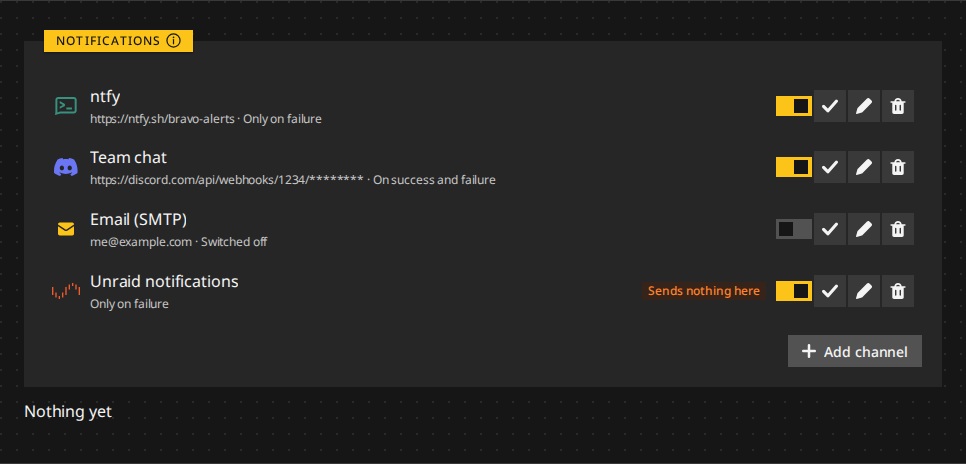 NOTIFICATIONS
ntfy
https://ntfy.sh/bravo-alerts · Only on failure
Team chat
https://discord.com/api/webhooks/1234/******** · On success and failure
Email (SMTP)
me@example.com · Switched off
Unraid notifications
Only on failure
Sends nothing here
Add channel
Nothing yet